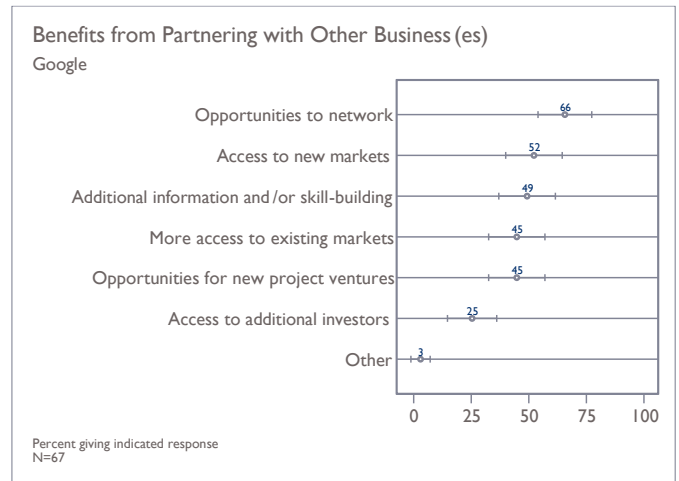 Benefits from Partnering with Other Business(es)
Google
Opportunities to network
66
Access to new markets
52
Additional information and/or skill-building
49
More access to existing markets
45
Opportunities for new project ventures
45
Access to additional investors
25
Other
3
0 25 50 75 100
Percent giving indicated response
N=67